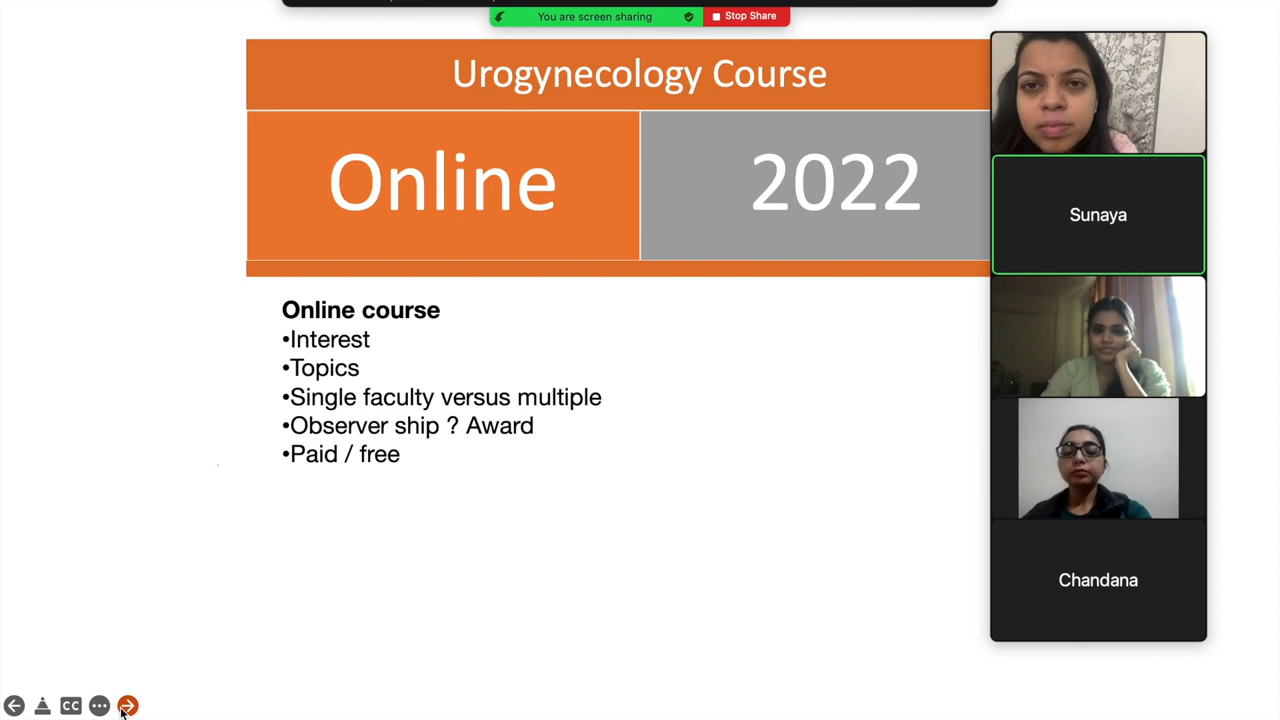 You are screen sharing
Stop Share
Urogynecology Course
Online
2022
Online course
•Interest
•Topics
•Single faculty versus multiple
•Observer ship ? Award
•Paid / free
Sunaya
Chandana
CC